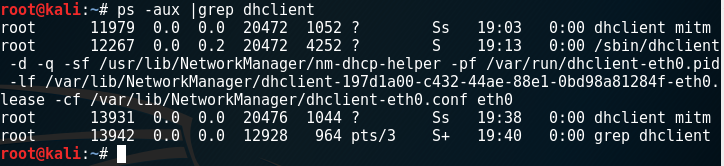 root@kali:~# ps -aux |grep dhclient
root 11979 0.0 0.0 20472 1052 ? Ss 19:03 0:00 dhclient mitm
root 12267 0.0 0.2 20472 4252 ? S 19:13 0:00 /sbin/dhclient
-d -q -sf /usr/lib/NetworkManager/nm-dhcp-helper -pf /var/run/dhclient-eth0.pid
-lf /var/lib/NetworkManager/dhclient-197d1a00-c432-44ae-88e1-0bd98a81284f-eth0.
lease -cf /var/lib/NetworkManager/dhclient-eth0.conf eth0
root 13931 0.0 0.0 20476 1044 ? Ss 19:38 0:00 dhclient mitm
root 13942 0.0 0.0 12928 964 pts/3 S+ 19:40 0:00 grep dhclient
root@kali:~#